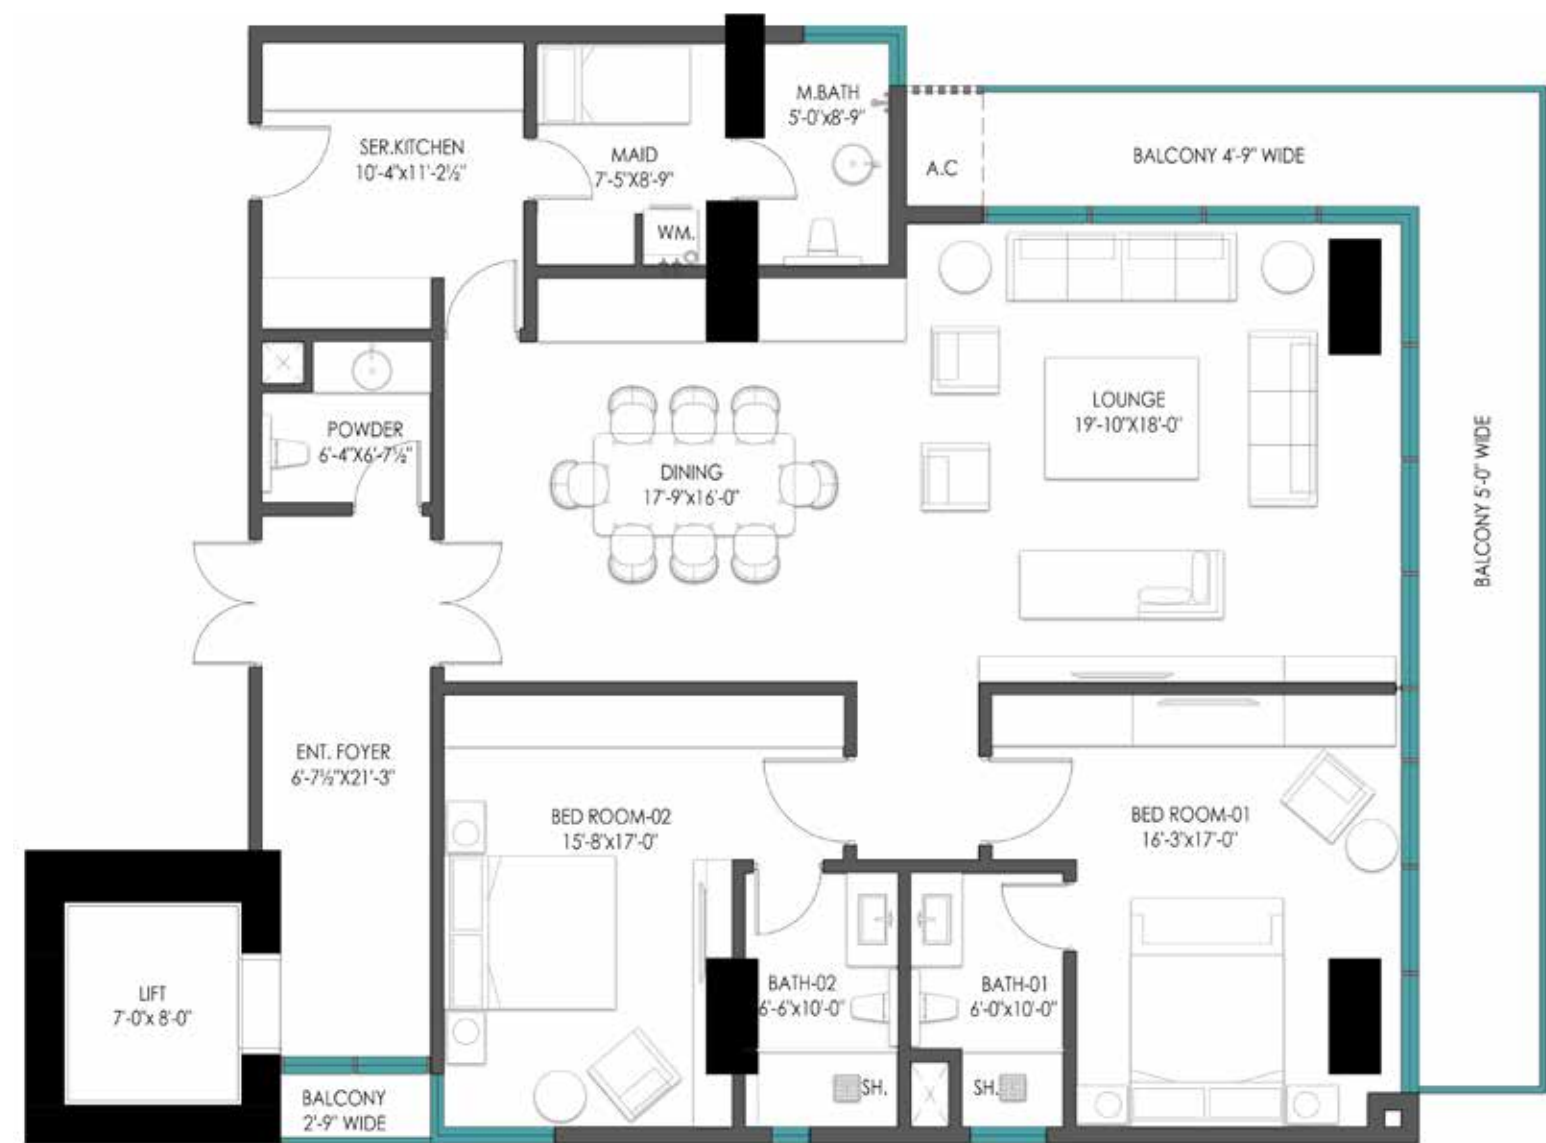 M.BATH
5'-0'x8'-9"
SER.KITCHEN
10'-4"x11'-2½"
MAID
7'-5"X8'-9"
A.C
BALCONY 4'-9" WIDE
WM.
LOUNGE
19'-10"X18'-0"
POWDER
6'-4"X6'-7½"
DINING
17'-9"x16'-0"
BALCONY 5'-0" WIDE
ENT. FOYER
6'-7½"X21'-3"
BED ROOM-02
15'-8"x17'-0"
BED ROOM-01
16'-3"x17'-0"
LIFT
7'-0"x 8'-0"
BATH-02
6'-6"x10'-0"
BATH-01
6'-0"x10'-0"
SH.
SH.
BALCONY
2'-9" WIDE